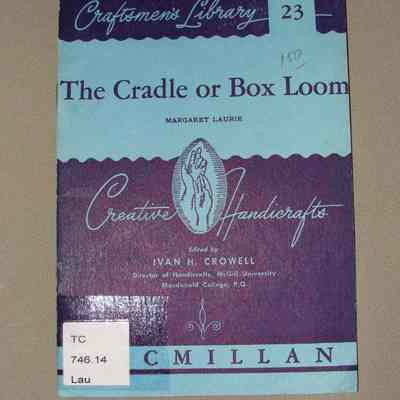 Craftsmen's Library
23
The Cradle or Box Loom
MARGARET LAURIE
Creative Handicrafts
Edited by
IVAN H. CROWELL
Director of Handicrafts, McGill University
Macdonald College, P.Q.
CMILLAN
TC
746.14
Lau